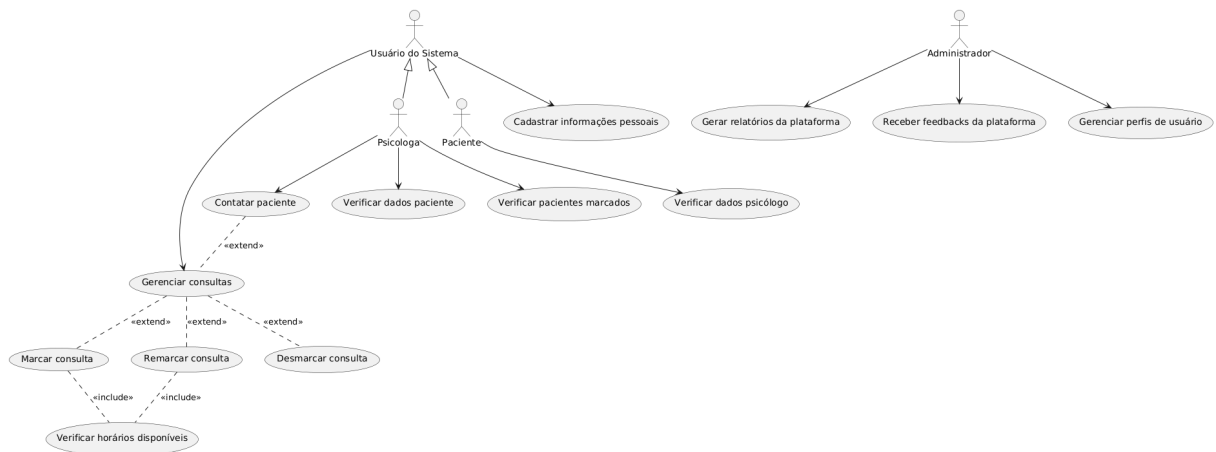 Usuário do Sistema
Administrador
Psicologa
Paciente
Cadastrar informações pessoais
Gerar relatórios da plataforma
Receber feedbacks da plataforma
Gerenciar perfis de usuário
Contatar paciente
Verificar dados paciente
Verificar pacientes marcados
Verificar dados psicólogo
«extend»
Gerenciar consultas
«extend»
«extend»
«extend»
Marcar consulta
Remarcar consulta
Desmarcar consulta
«include»
«include»
Verificar horários disponíveis